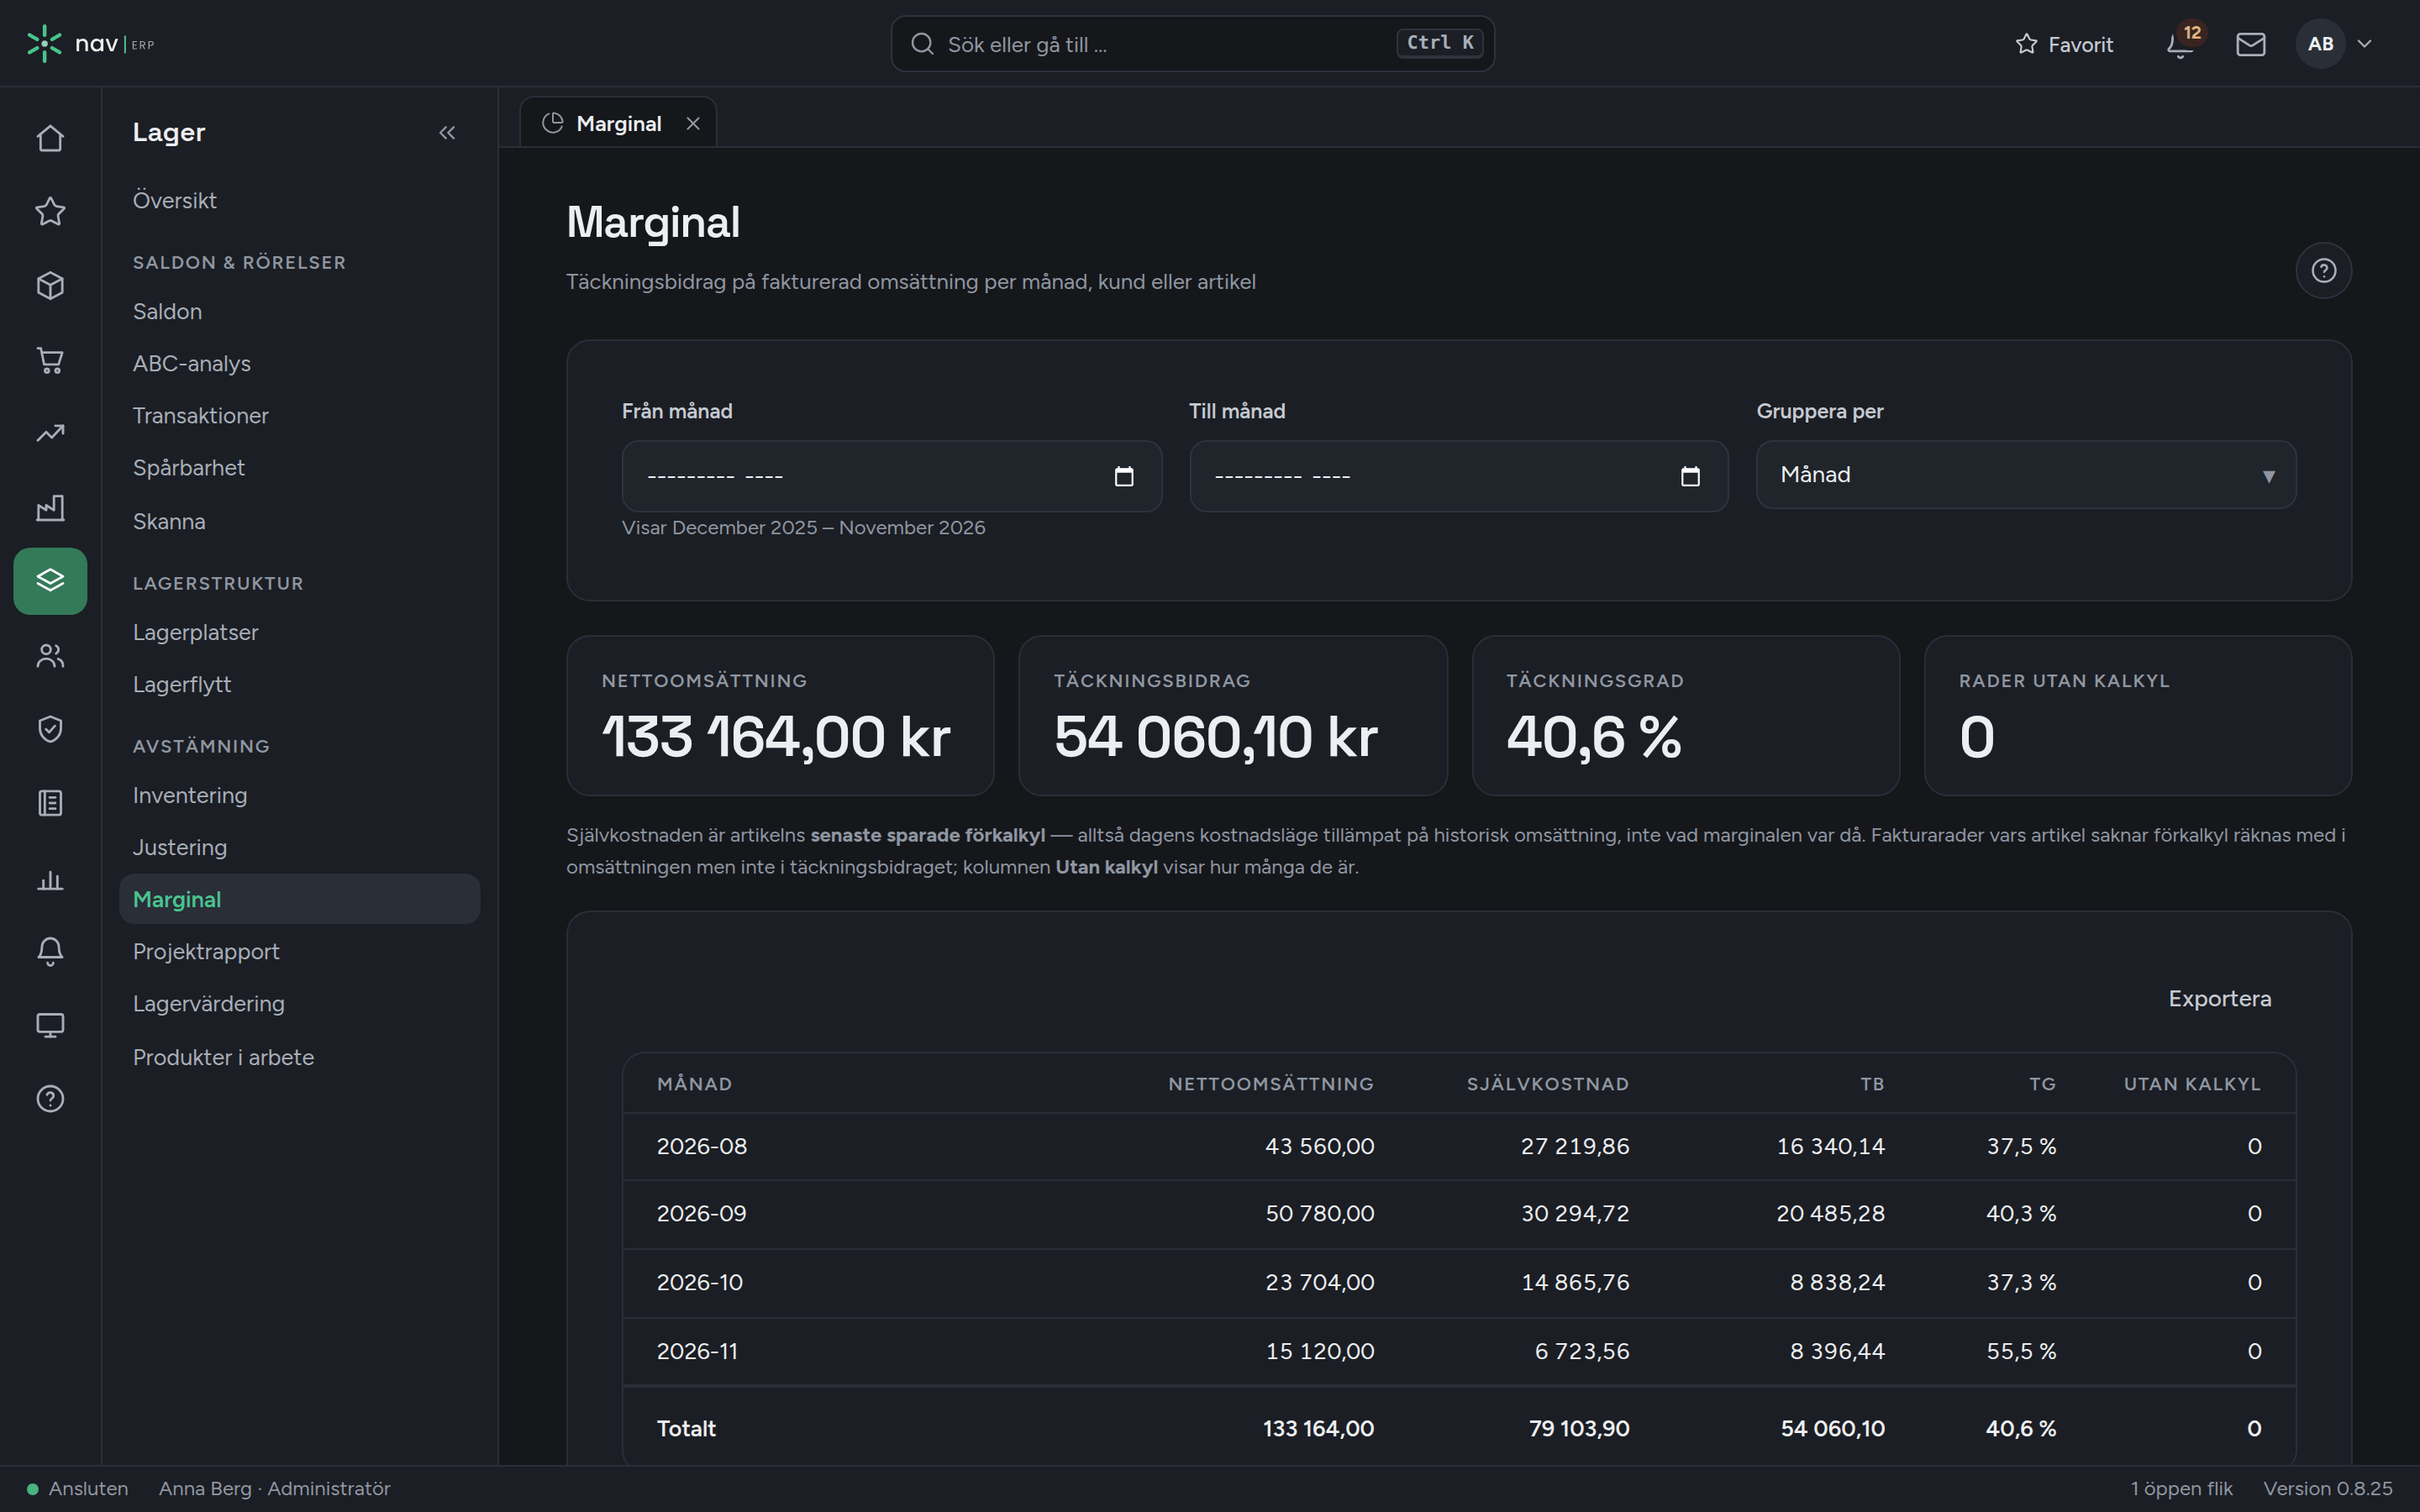 nav ERP
Sök eller gå till ...
Ctrl K
Favorit
12
AB
Lager
Översikt
SALDON & RÖRELSER
Saldon
ABC-analys
Transaktioner
Spårbarhet
Skanna
LAGERSTRUKTUR
Lagerplatser
Lagerflytt
AVSTÄMNING
Inventering
Justering
Marginal
Projektrapport
Lagervärdering
Produkter i arbete
Marginal
Marginal
Täckningsbidrag på fakturerad omsättning per månad, kund eller artikel
Från månad Till månad Gruppera per
--------- ---- --------- ---- Månad
Visar December 2025 – November 2026
NETTOOMSÄTTNING
133 164,00 kr
TÄCKNINGSBIDRAG
54 060,10 kr
TÄCKNINGSGRAD
40,6 %
RADER UTAN KALKYL
0
Självkostnaden är artikelns senaste sparade förkalkyl — alltså dagens kostnadsläge tillämpat på historisk omsättning, inte vad marginalen var då. Fakturarader vars artikel saknar förkalkyl räknas med i
omsättningen men inte i täckningsbidraget; kolumnen Utan kalkyl visar hur många de är.
Exportera
MÅNAD NETTOOMSÄTTNING SJÄLVKOSTNAD TB TG UTAN KALKYL
2026-08 43 560,00 27 219,86 16 340,14 37,5 % 0
2026-09 50 780,00 30 294,72 20 485,28 40,3 % 0
2026-10 23 704,00 14 865,76 8 838,24 37,3 % 0
2026-11 15 120,00 6 723,56 8 396,44 55,5 % 0
Totalt 133 164,00 79 103,90 54 060,10 40,6 % 0
Ansluten Anna Berg · Administratör 1 öppen flik Version 0.8.25